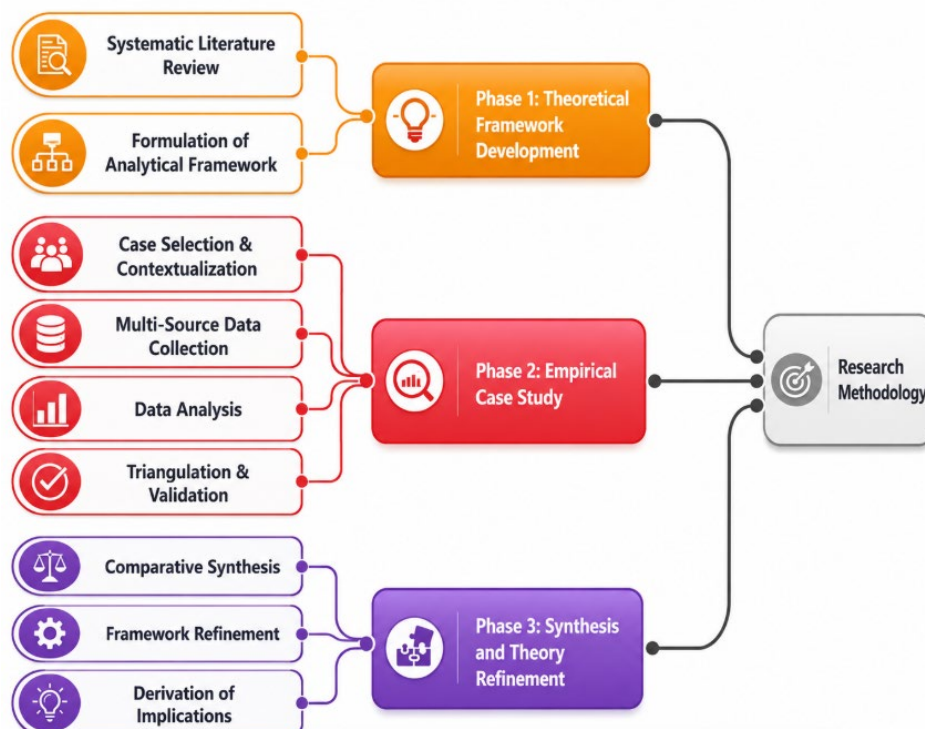 Systematic Literature
Review
Formulation of
Analytical Framework
Phase 1: Theoretical
Framework
Development
Case Selection &
Contextualization
Multi-Source Data
Collection
Data Analysis
Triangulation &
Validation
Phase 2: Empirical
Case Study
Comparative Synthesis
Framework Refinement
Derivation of
Implications
Phase 3: Synthesis
and Theory
Refinement
Research
Methodology